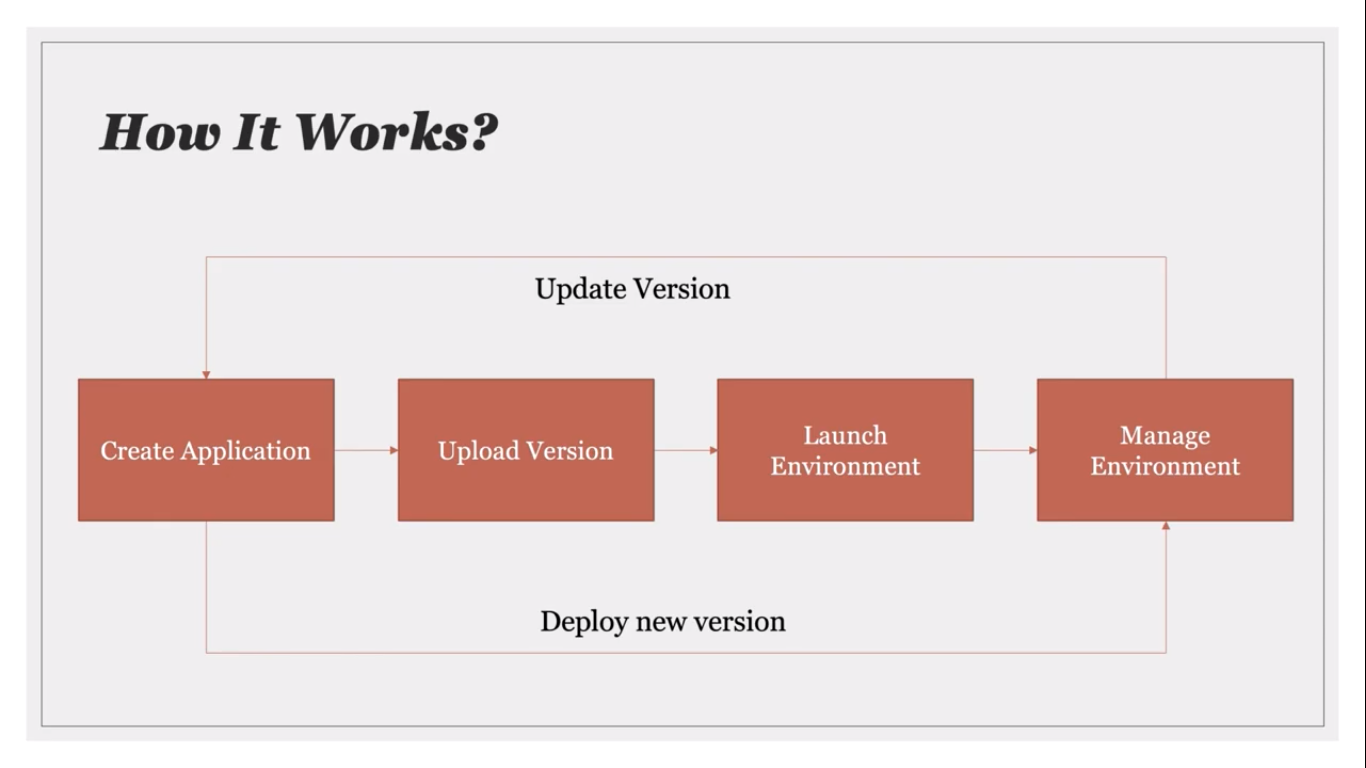 How It Works?
Update Version
Create Application
Upload Version
Launch
Environment
Manage
Environment
Deploy new version